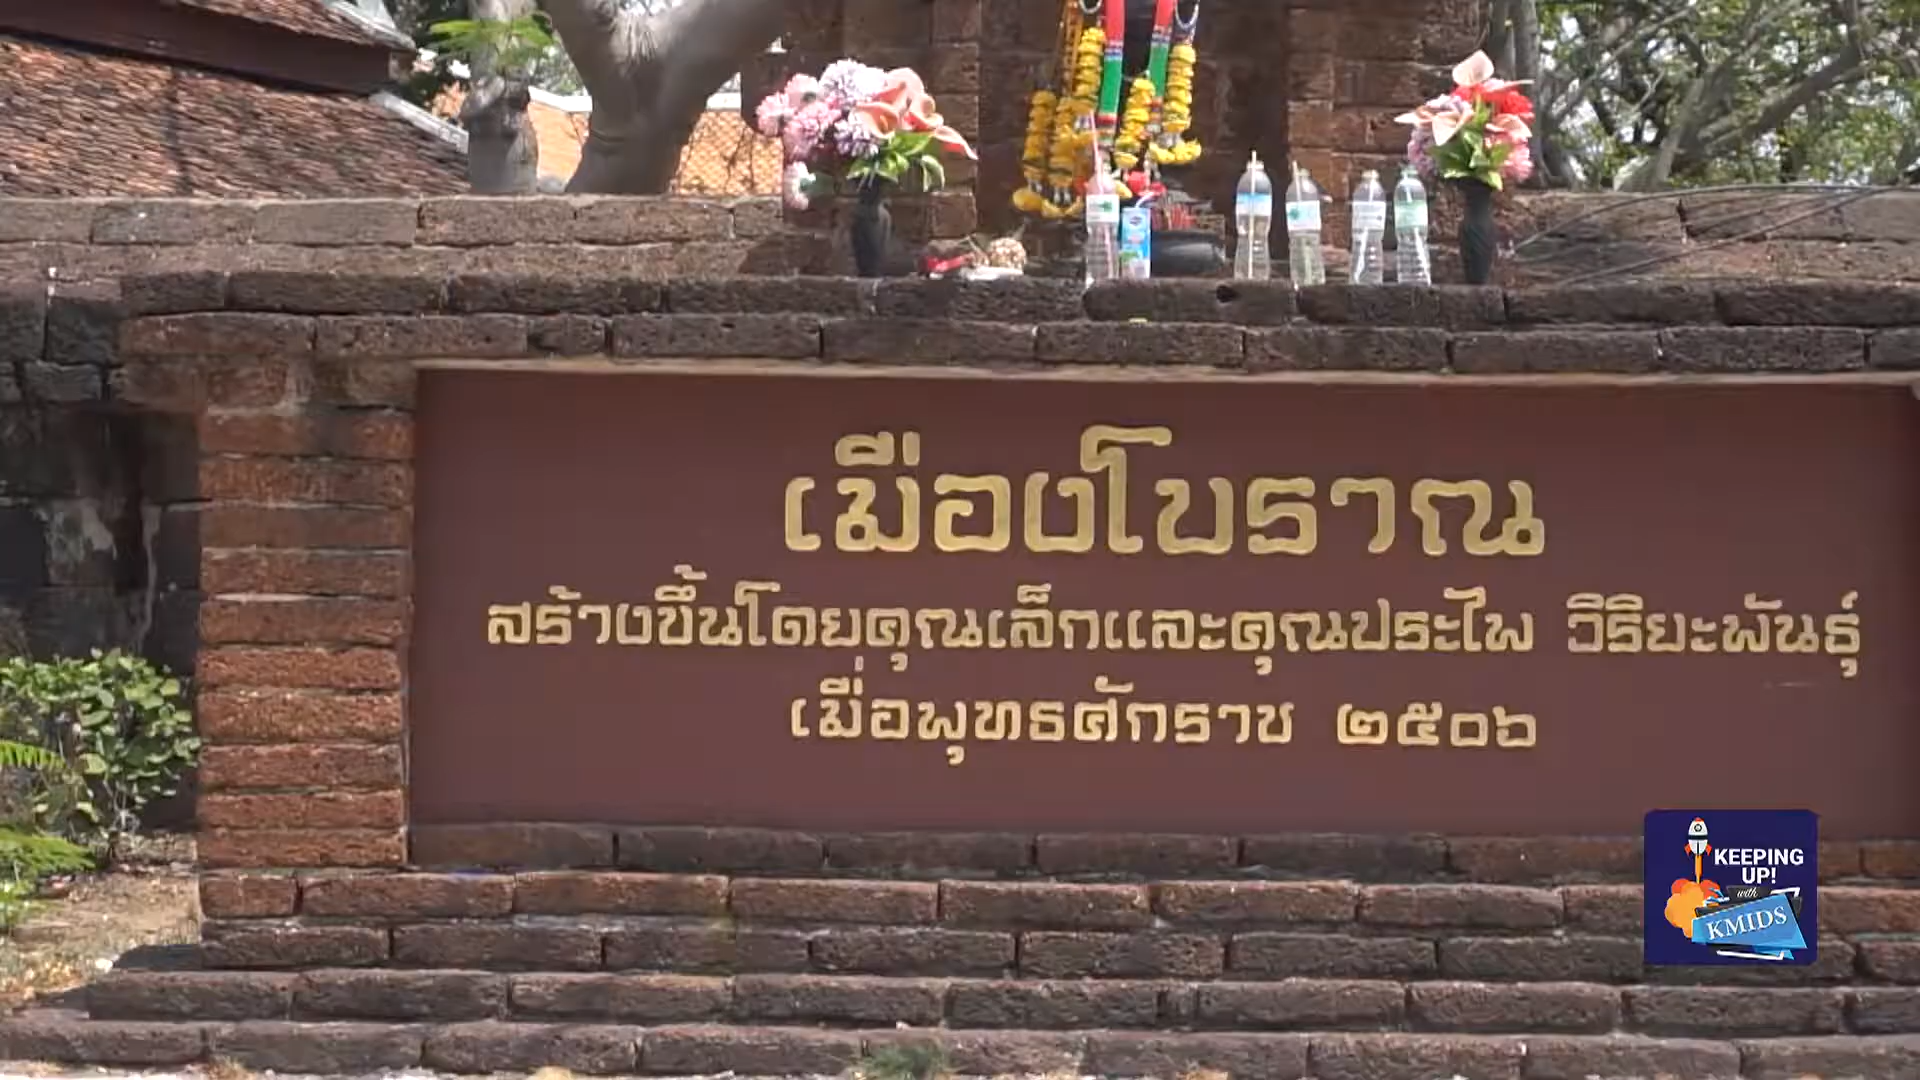 เมืองโบราณ
สร้างขึ้นโดยคุณเล็กและคุณประไพ วิริยะพันธุ์
เมื่อพุทธศักราช ๒๕๐๖
KEEPING
UP!
with
KMIDS